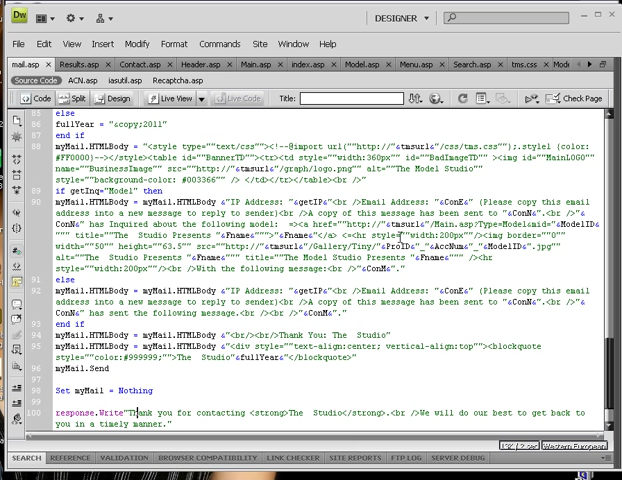 Dw
DESIGNER
File Edit View Insert Modify Format Commands Site Window Help
mail.asp Results.asp Contact.asp Header.asp Main.asp index.asp Model.asp Menu.asp Search.asp tms.css Mode
Source Code ACN.asp iasutil.asp Recaptcha.asp
Code Split Design Live View Live Code Title: Check Page
85 else
86 fullYear = "&copy;2011"
87 end if
88 myMail.HTMLBody = "<style type=""text/css""><!--@import url(""http://"&tmsurl&"/css/tms.css"");.style1 {color:
#FF0000}--></style><table id=""BannerTD""><tr><td style=""width:360px"" id=""BadImageTD"" ><img id=""MainLOGO""
name=""BusinessImage"" src=""http://"&tmsurl&"/graph/logo.png"" alt=""The Model Studio""
style=""background-color: #003366"" / > </td></tr></table><br />"
89 if getInq="Model" then
90 myMail.HTMLBody = myMail.HTMLBody &"IP Address: "&getIP&"<br/>Email Address: "&ConE&" (Please copy this email
address into a new message to reply to sender)<br/>A copy of this message has been sent to "&ConN&".<br />"&
ConN&" has Inquired about the following model:  =><a href=""http://"&tmsurl&"/Main.asp?Type=Model&mid="&ModelID&
""" title=""The  Studio Presents "&Fname&""">"&Fname&"</a> <=<hr style=""width:200px""/><img border=""0""
width=""50"" height=""63.5"" src=""http://"&tmsurl&"/Gallery/Tiny/"&ProID&"_"&AccNum&"_"&ModelID&".jpg""
alt=""The  Studio Presents "&Fname&""" title=""The Model Studio Presents "&Fname&""" /><hr
style=""width:200px""/><br />With the following message:<br />"&ConM&"."
91 else
92 myMail.HTMLBody = myMail.HTMLBody &"IP Address: "&getIP&"<br/>Email Address: "&ConE&" (Please copy this email
address into a new message to reply to sender)<br/>A copy of this message has been sent to "&ConN&".<br />"&
ConN&" has sent the following message.<br />"&ConM&"."
93 end if
94 myMail.HTMLBody = myMail.HTMLBody &"<br/><br/>Thank You: The  Studio"
95 myMail.HTMLBody = myMail.HTMLBody &"<div style=""text-align:center; vertical-align:top""><blockquote
style=""color:#999999;"">The  Studio"&fullYear&"</blockquote>"
96 myMail.Send
97
98 Set myMail = Nothing
99
100 response.Write"Thank you for contacting <strong>The  Studio</strong>.<br />We will do our best to get back to
you in a timely manner."
Western European
SEARCH REFERENCE VALIDATION BROWSER COMPATIBILITY LINK CHECKER SITE REPORTS FTP LOG SERVER DEBUG